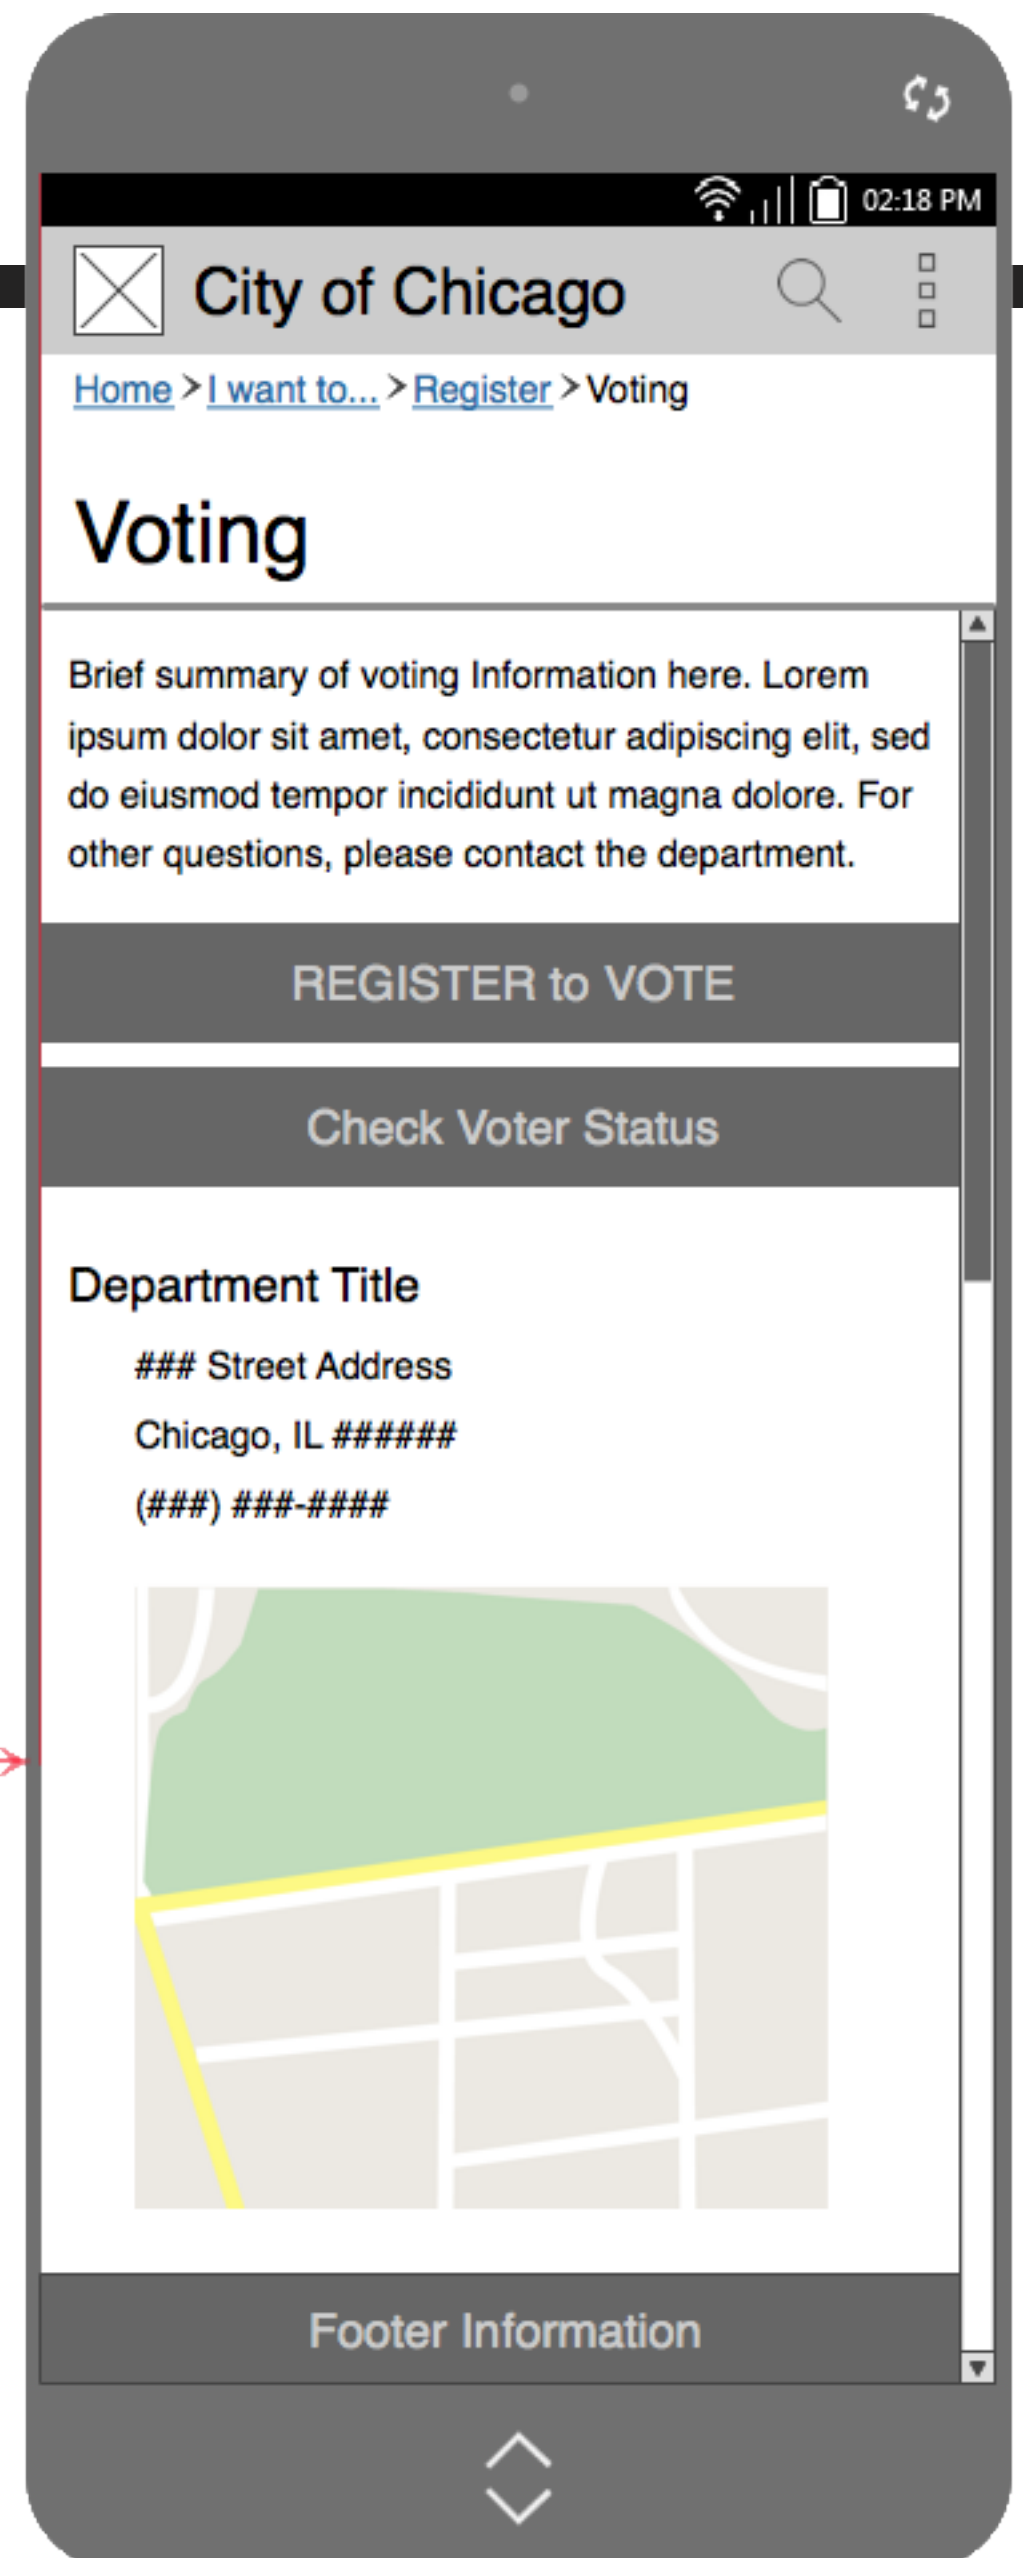 02:18 PM
City of Chicago
Home > I want to... > Register > Voting
Voting
Brief summary of voting Information here. Lorem
ipsum dolor sit amet, consectetur adipiscing elit, sed
do eiusmod tempor incididunt ut magna dolore. For
other questions, please contact the department.
REGISTER to VOTE
Check Voter Status
Department Title
### Street Address
Chicago, IL ######
(###) ###-####
Footer Information